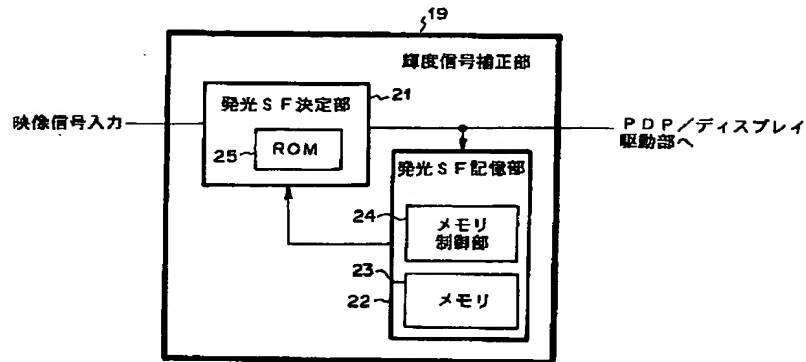 19
輝度信号補正部
発光SF決定部
21
映像信号入力
PDP/ディスプレイ
駆動部へ
25
ROM
発光SF記憶部
24
メモリ
制御部
23
22
メモリ